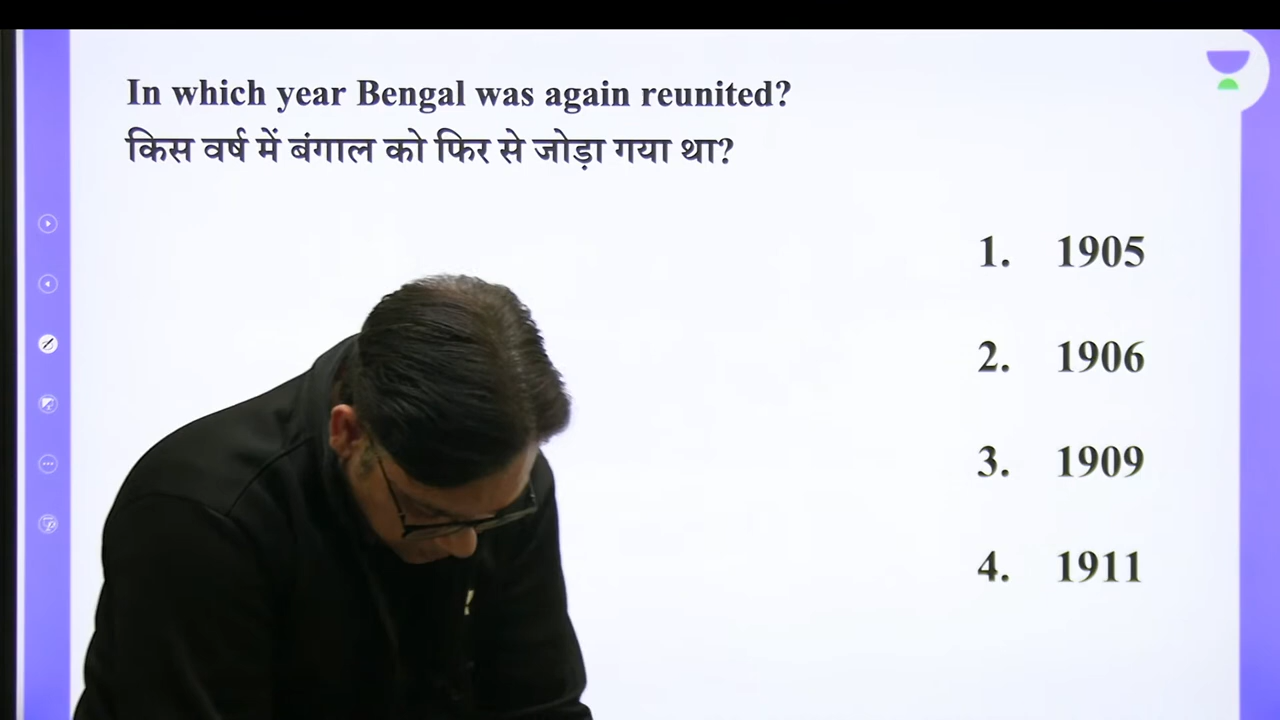 In which year Bengal was again reunited?
किस वर्ष में बंगाल को फिर से जोड़ा गया था?
1. 1905
2. 1906
3. 1909
4. 1911